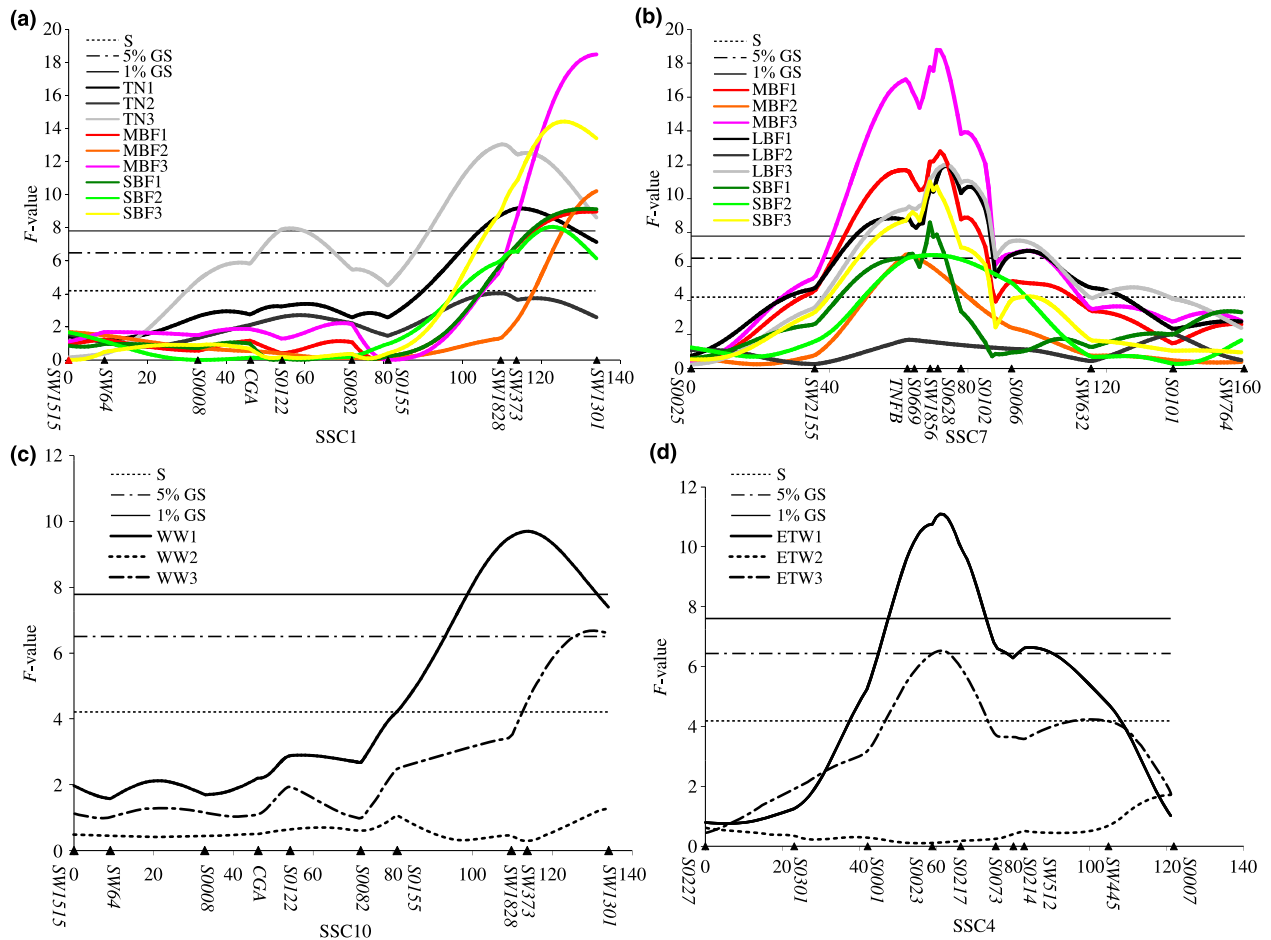 (a)
20
18
16
14
12
10
8
6
4
2
0
F-value
S
5% GS
1% GS
TN1
TN2
TN3
MBF1
MBF2
MBF3
SBF1
SBF2
SBF3
0 20 40 60 80 100 120 140
SW1515 SW64 S0008 CGA S0122 S0082 S0155 SW1828 SW373 SW1301
SSC1
(b)
20
18
16
14
12
10
8
6
4
2
0
F-value
S
5% GS
1% GS
MBF1
MBF2
MBF3
LBF1
LBF2
LBF3
SBF1
SBF2
SBF3
0 40 80 120 160
S0025 SW2155 TNFB S0669 SW1856 S0628 S0102 S066 SW632 S0101 SW764
SSC7
(c)
12
10
8
6
4
2
0
F-value
S
5% GS
1% GS
WW1
WW2
WW3
0 20 40 60 80 100 120 140
SW1515 SW64 S0008 CGA S0122 S0082 S0155 SW1828 SW373 SW1301
SSC10
(d)
12
10
8
6
4
2
0
F-value
S
5% GS
1% GS
ETW1
ETW2
ETW3
0 20 40 60 80 100 120 140
S0227 S0301 S0001 S0023 S0217 S0073 S0214 SW512 SW445 S0007
SSC4